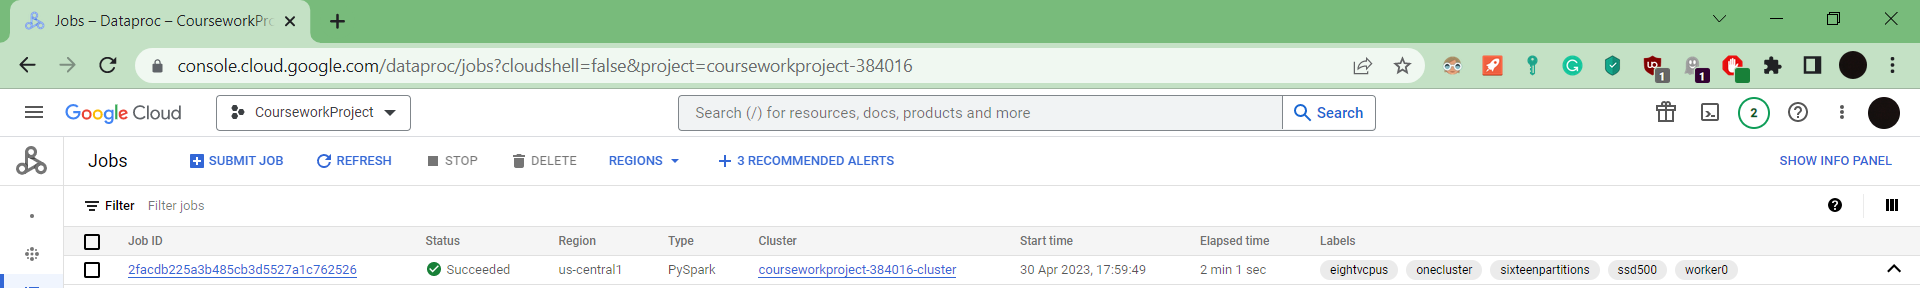 Jobs – Dataproc – CourseworkPro
console.cloud.google.com/dataproc/jobs?cloudshell=false&project=courseworkproject-384016
1 1
Google Cloud CourseworkProject Search (/) for resources, docs, products and more Search 2
Jobs SUBMIT JOB REFRESH STOP DELETE REGIONS 3 RECOMMENDED ALERTS SHOW INFO PANEL
Filter Filter jobs
Job ID Status Region Type Cluster Start time Elapsed time Labels
2facdb225a3b485cb3d5527a1c762526 Succeeded us-central1 PySpark courseworkproject-384016-cluster 30 Apr 2023, 17:59:49 2 min 1 sec eightvcpus onecluster sixteenpartitions ssd500 worker0